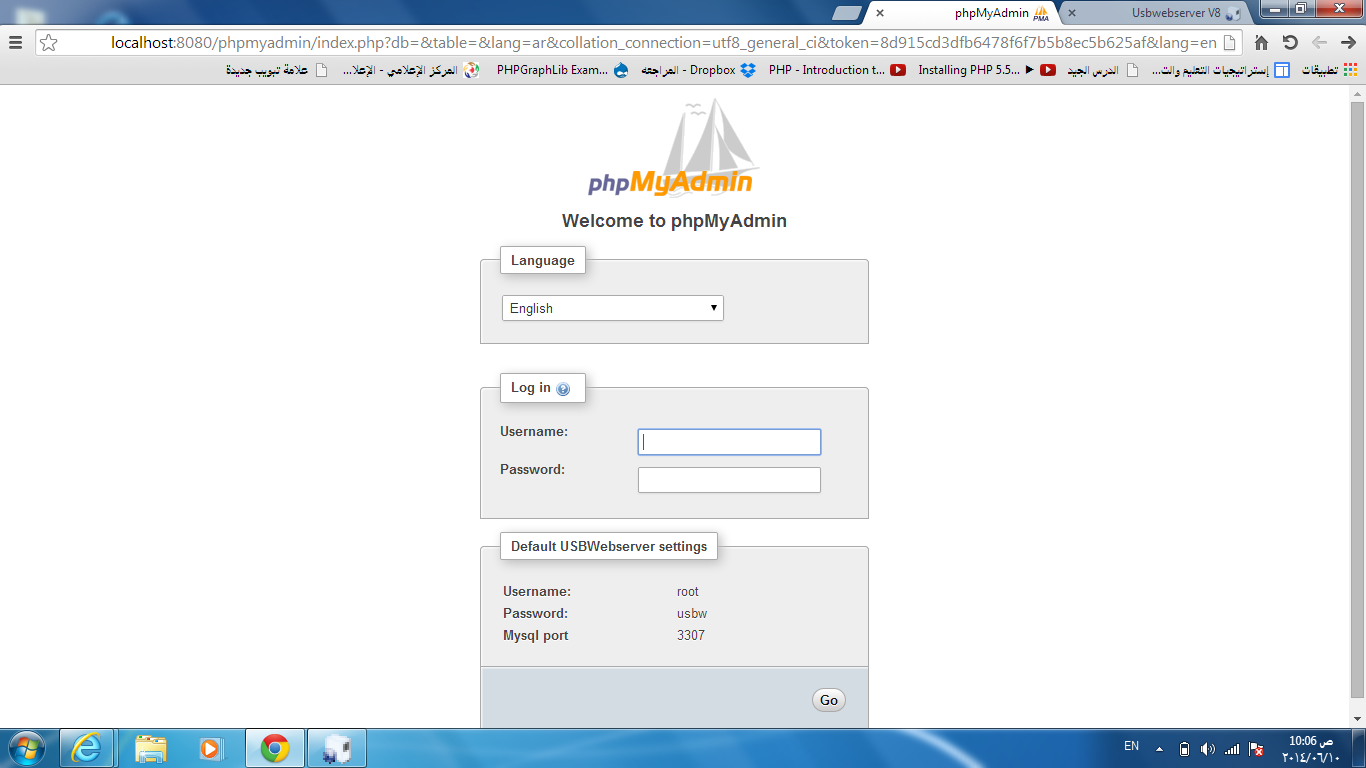 phpMyAdmin
Usbwebserver V8
localhost:8080/phpmyadmin/index.php?db=&table=&lang=ar&collation_connection=utf8_general_ci&token=8d915cd3dfb6478f6f7b5b8ec5b625af&lang=en
تطبيقات
إستراتيجيات التعليم والت...
الدرس الجيد
Installing PHP 5.5...
PHP - Introduction t...
المراجعه - Dropbox
PHPGraphLib Exam...
المركز الإعلامي - الإعلا...
علامة تبويب جديدة
phpMyAdmin
Welcome to phpMyAdmin
Language
English
Log in
Username:
Password:
Default USBWebserver settings
Username: root
Password: usbw
Mysql port 3307
Go
EN
10:06 ص
٢٠١٤/٠٦/١٠